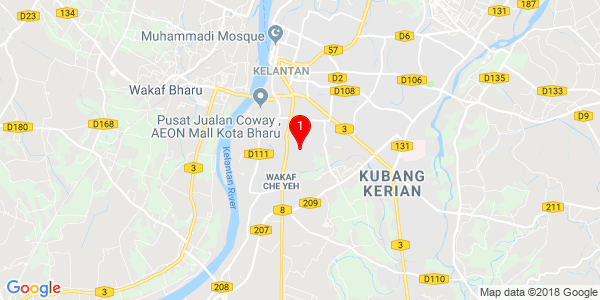 187
D23
134
131
Muhammadi Mosque
D6
57
KELANTAN
D2
D106
D135
Wakaf Bharu
D108
D133
D9
Pusat Jualan Coway,
AEON Mall Kota Bharu
D180
D168
1
3
131
D111
Kelantan River
3
WAKAF
CHE YEH
KUBANG
KERIAN
209
8
211
207
3
D110
208
3
Google
Map data ©2018 Google